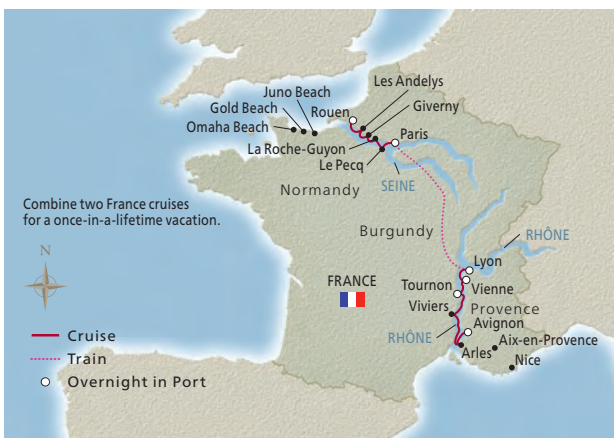 Les Andelys
Juno Beach
Giverny
Gold Beach
Rouen
Omaha Beach
Paris
La Roche-Guyon
Le Pecq
SEINE
Normandy
Combine two France cruises
for a once-in-a-lifetime vacation.
Burgundy
RHÔNE
N
Lyon
FRANCE
Tournon
Vienne
Viviers
Provence
Avignon
RHÔNE
Cruise
Aix-en-Provence
Arles
Train
Nice
Overnight in Port